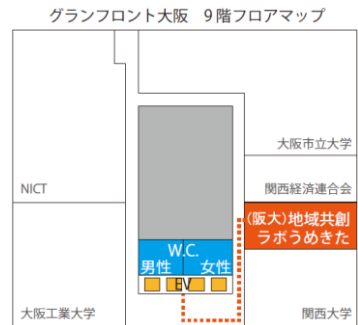 グランフロント大阪　9階フロアマップ
大阪市立大学
NICT
関西経済連合会
(阪大)地域共創
ラボうめきた
W.C.
男性
女性
EV
大阪工業大学
関西大学